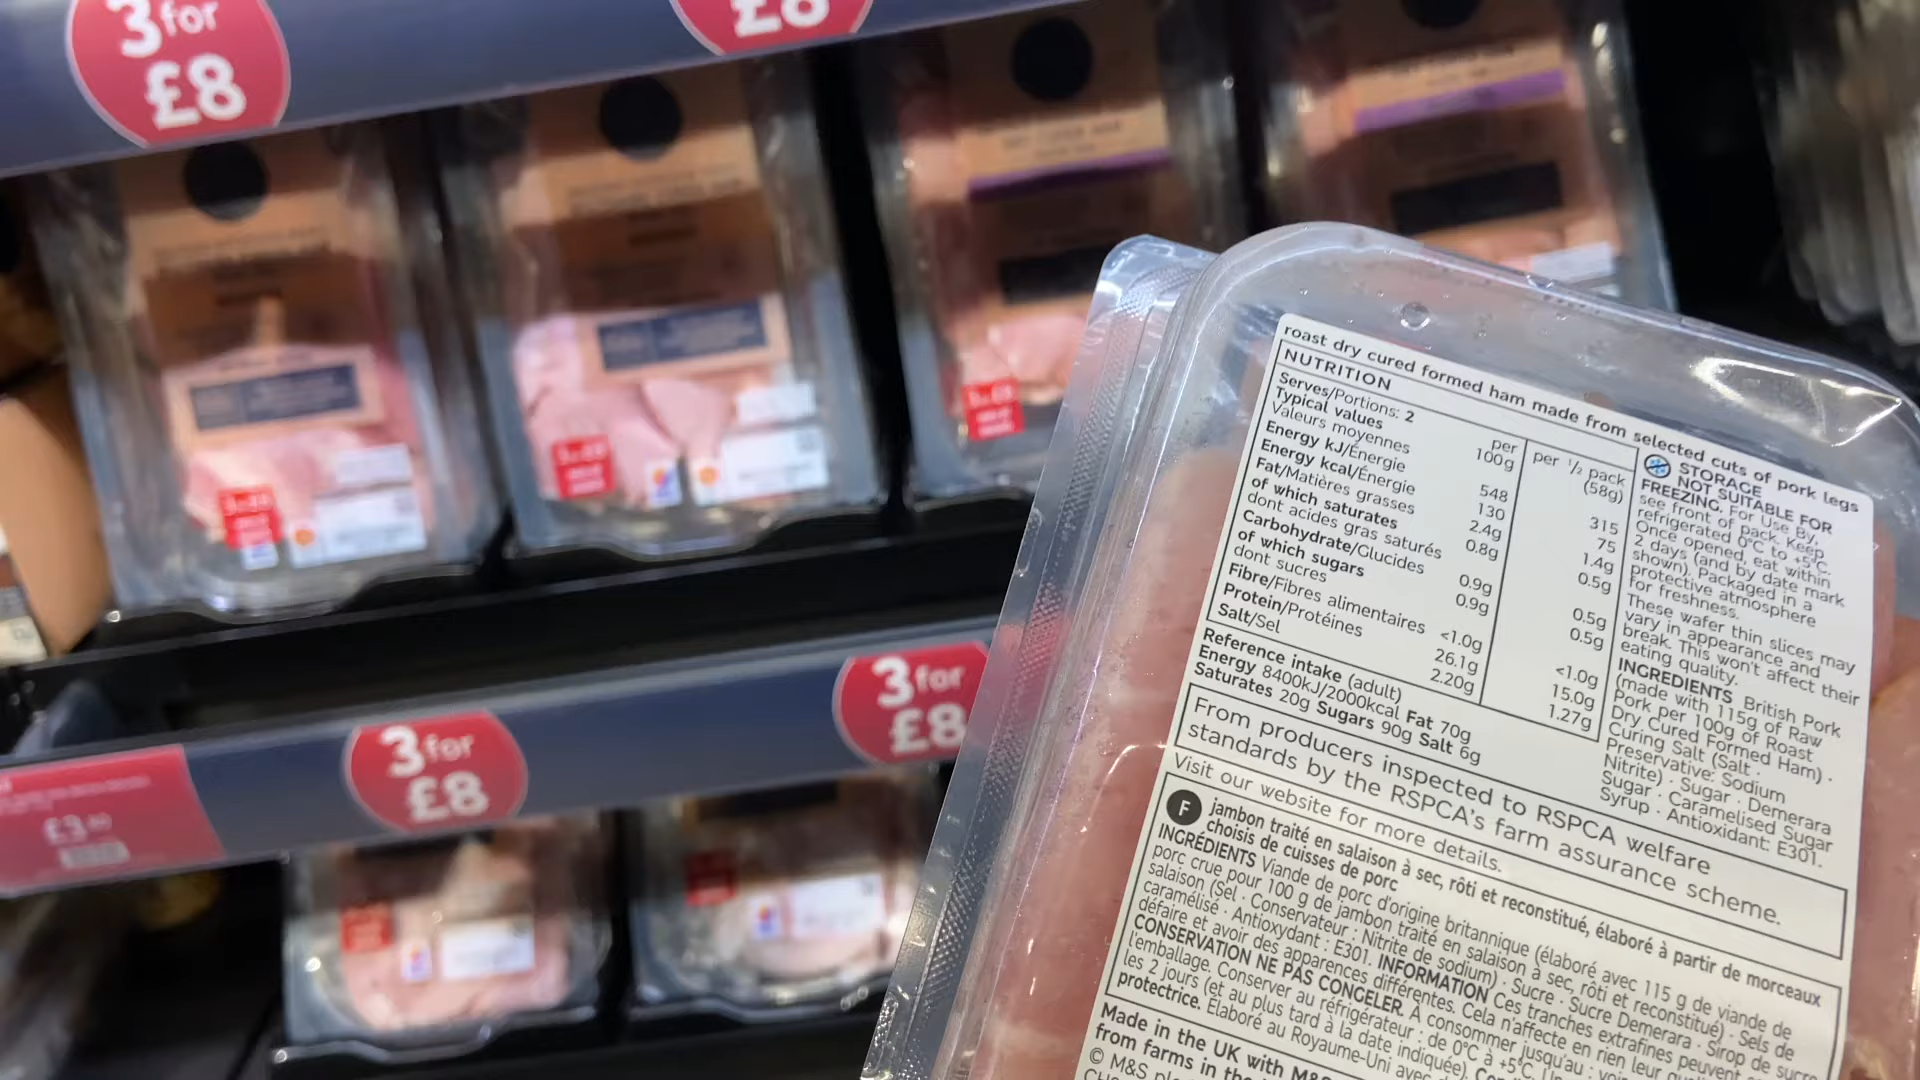 3 for
£8
£8
3 for
£8
3 for
£8
£3
roast dry cured formed ham made from selected cuts of pork legs
NUTRITION
Serves/Portions: 2
Typical values
Valeurs moyennes
per 100g
per ½ pack (58g)
Energy kJ/Énergie 548 315
Energy kcal/Énergie 130 75
Fat/Matières grasses 2.4g 1.4g
of which saturates 0.8g 0.5g
dont acides gras saturés
Carbohydrate/Glucides 0.9g 0.5g
of which sugars 0.9g 0.5g
dont sucres
Fibre/Fibres alimentaires <1.0g <1.0g
Protein/Protéines 26.1g 15.0g
Salt/Sel 2.20g 1.27g
Reference intake (adult)
Energy 8400kJ/2000kcal Fat 70g
Saturates 20g Sugars 90g Salt 6g
STORAGE
NOT SUITABLE FOR
FREEZING. For Use By,
see front of pack. Keep
refrigerated 0°C to +5°C.
Once opened, eat within
2 days (and by date mark
shown). Packaged in a
protective atmosphere
for freshness.
These wafer thin slices may
vary in appearance and
break. This won't affect their
eating quality.
INGREDIENTS British Pork
(made with 115g of Raw
Pork per 100g of Roast
Dry Cured Formed Ham) ·
Curing Salt (Salt ·
Preservative: Sodium
Nitrite) · Sugar · Demerara
Sugar · Caramelised Sugar
Syrup · Antioxidant: E301.
From producers inspected to RSPCA welfare
standards by the RSPCA's farm assurance scheme.
Visit our website for more details.
F jambon traité en salaison à sec, rôti et reconstitué, élaboré à partir de morceaux
choisis de cuisses de porc
INGRÉDIENTS Viande de porc d'origine britannique (élaboré avec 115 g de viande de
porc crue pour 100 g de jambon traité en salaison à sec, rôti et reconstitué) · Sels de
salaison (Sel · Conservateur : Nitrite de sodium) · Sucre · Sucre Demerara · Sirop de sucre
caramélisé · Antioxydant : E301. INFORMATION Ces tranches extrafines peuvent
défaire et avoir des apparences différentes. Cela n'affecte en rien leur
CONSERVATION NE PAS CONGELER. À consommer jusqu'au : voir
l'emballage. Conserver au réfrigérateur : de 0°C à +5°C.
les 2 jours (et au plus tard à la date indiquée).
protectrice. Élaboré au Royaume-Uni avec
Made in the UK with
from farms in the
© M&S